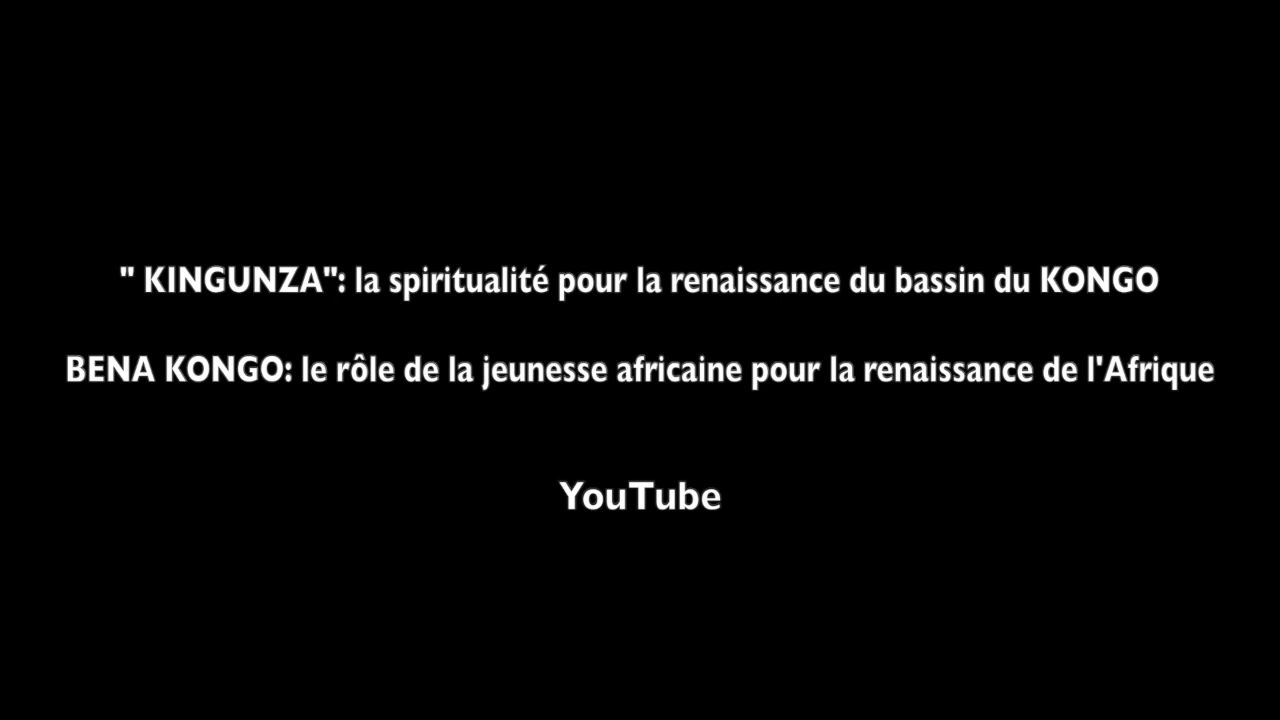 " KINGUNZA": la spiritualité pour la renaissance du bassin du KONGO
BENA KONGO: le rôle de la jeunesse africaine pour la renaissance de l'Afrique
YouTube